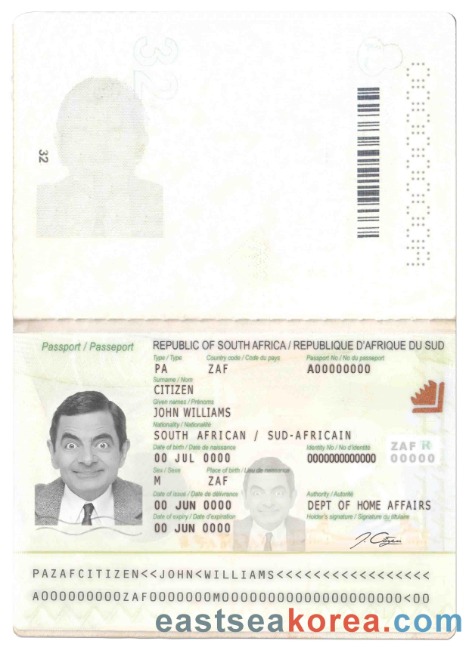 32
32
Passport / Passeport
REPUBLIC OF SOUTH AFRICA / REPUBLIQUE D'AFRIQUE DU SUD
Type / Type Country code / Code du pays Passport No / No du passeport
PA ZAF A00000000
Surname / Nom
CITIZEN
Given names / Prénoms
JOHN WILLIAMS
Nationality / Nationalité
SOUTH AFRICAN / SUD-AFRICAIN
Date of birth / Date de naissance Identity No / No d'identité
00 JUL 0000 0000000000000
ZAF R
00000
Sex / Sexe Place of birth / Lieu de naissance
M ZAF
Date of issue / Date de délivrance Authority / Autorité
00 JUN 0000 DEPT OF HOME AFFAIRS
Date of expiry / Date d'expiration Holder's signature / Signature du titulaire
00 JUN 0000
J. Citizen
PAZAFCITIZEN<<JOHN<WILLIAMS<<<<<<<<<<<<<<<<<
A000000000ZAF0000000M0000000000000000000<00
eastseakorea.com